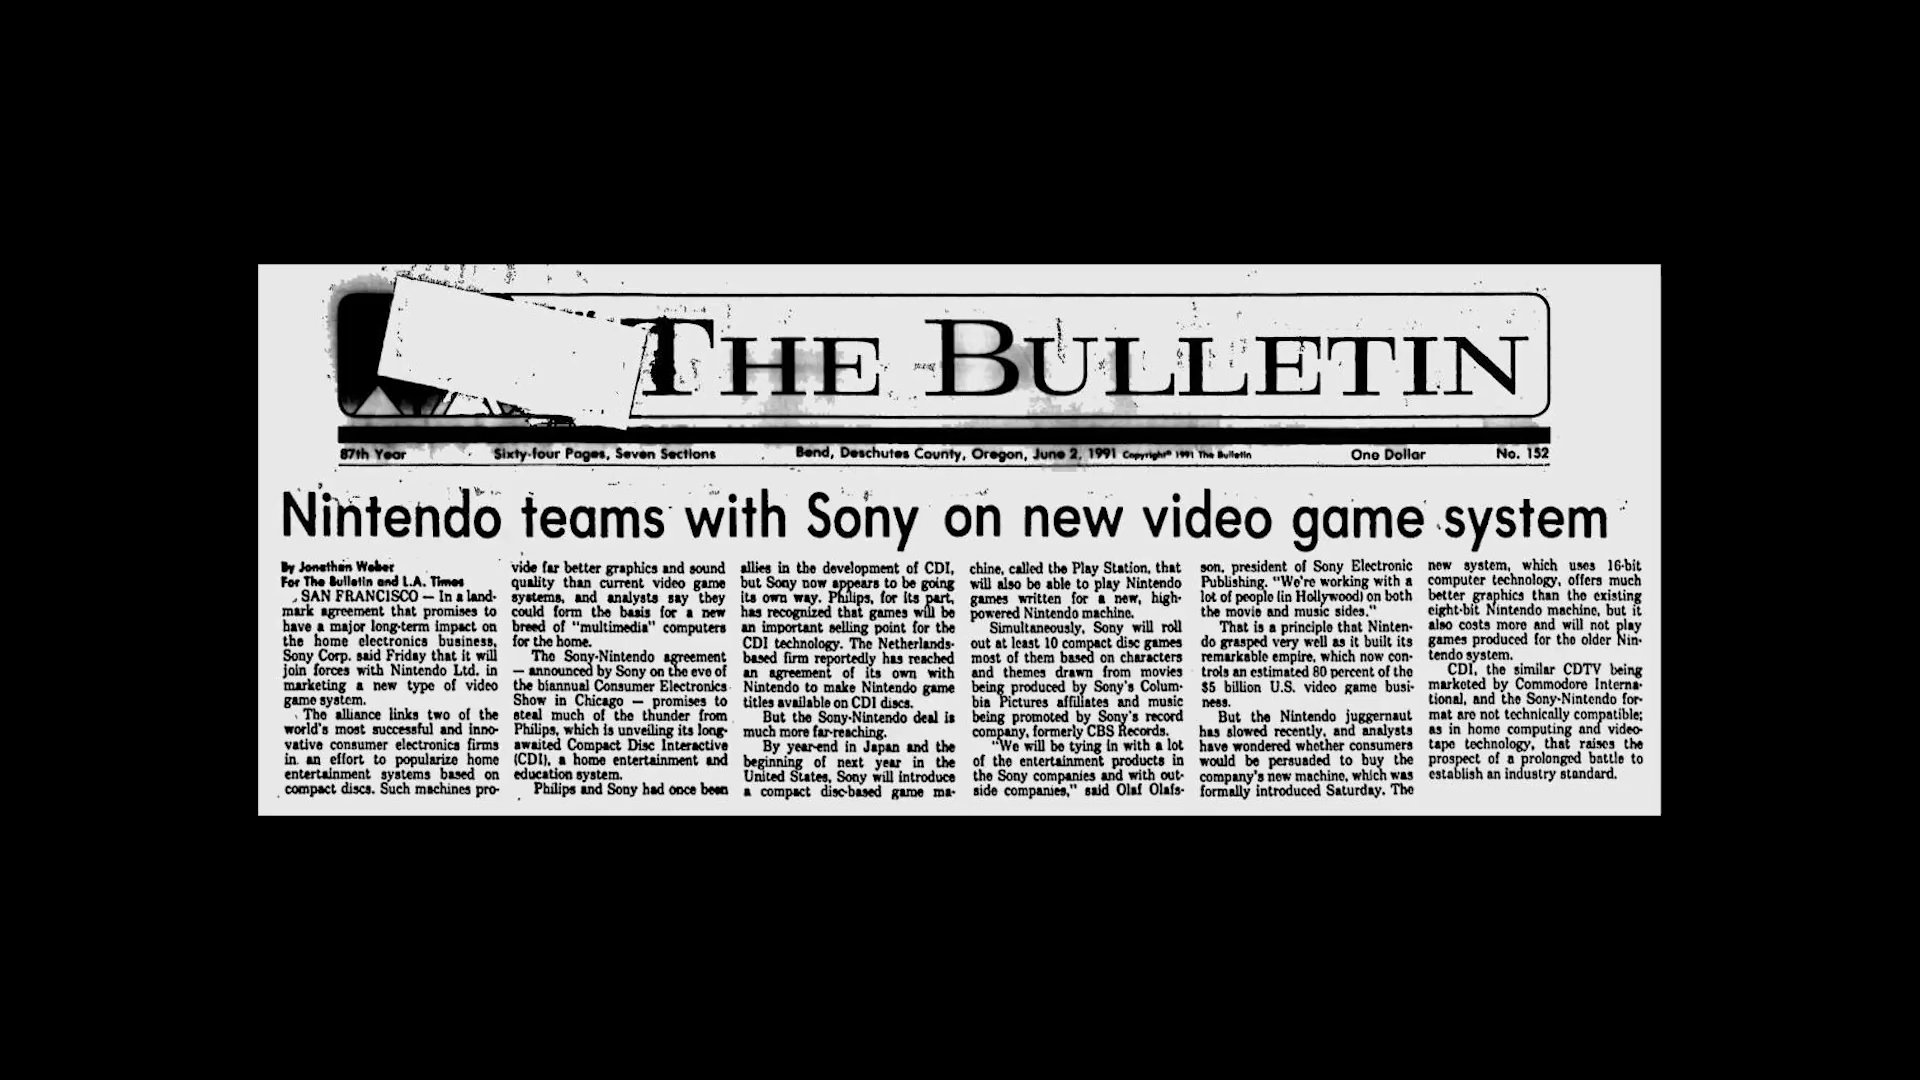 THE BULLETIN
87th Year Sixty-four Pages, Seven Sections Bend, Deschutes County, Oregon, June 2, 1991 Copyright© 1991 The Bulletin One Dollar No. 152
Nintendo teams with Sony on new video game system
By Jonathan Weber
For The Bulletin and L.A. Times
SAN FRANCISCO — In a land-
mark agreement that promises to
have a major long-term impact on
the home electronics business,
Sony Corp. said Friday that it will
join forces with Nintendo Ltd. in
marketing a new type of video
game system.
The alliance links two of the
world's most successful and inno-
vative consumer electronics firms
in an effort to popularize home
entertainment systems based on
compact discs. Such machines pro-
vide far better graphics and sound
quality than current video game
systems, and analysts say they
could form the basis for a new
breed of "multimedia" computers
for the home.
The Sony-Nintendo agreement
— announced by Sony on the eve of
the biannual Consumer Electronics
Show in Chicago — promises to
steal much of the thunder from
Philips, which is unveiling its long-
awaited Compact Disc Interactive
(CDI), a home entertainment and
education system.
Philips and Sony had once been
allies in the development of CDI,
but Sony now appears to be going
its own way. Philips, for its part,
has recognized that games will be
an important selling point for the
CDI technology. The Netherlands-
based firm reportedly has reached
an agreement of its own with
Nintendo to make Nintendo game
titles available on CDI discs.
But the Sony-Nintendo deal is
much more far-reaching.
By year-end in Japan and the
beginning of next year in the
United States, Sony will introduce
a compact disc-based game ma-
chine, called the Play Station, that
will also be able to play Nintendo
games written for a new, high-
powered Nintendo machine.
Simultaneously, Sony will roll
out at least 10 compact disc games
most of them based on characters
and themes drawn from movies
being produced by Sony's Colum-
bia Pictures affiliates and music
being promoted by Sony's record
company, formerly CBS Records.
"We will be tying in with a lot
of the entertainment products in
the Sony companies and with out-
side companies," said Olaf Olafs-
son, president of Sony Electronic
Publishing. "We're working with a
lot of people (in Hollywood) on both
the movie and music sides."
That is a principle that Ninten-
do grasped very well as it built its
remarkable empire, which now con-
trols an estimated 80 percent of the
$5 billion U.S. video game busi-
ness.
But the Nintendo juggernaut
has slowed recently, and analysts
have wondered whether consumers
would be persuaded to buy the
company's new machine, which was
formally introduced Saturday. The
new system, which uses 16-bit
computer technology, offers much
better graphics than the existing
eight-bit Nintendo machine, but it
also costs more and will not play
games produced for the older Nin-
tendo system.
CDI, the similar CDTV being
marketed by Commodore Interna-
tional, and the Sony-Nintendo for-
mat are not technically compatible;
as in home computing and video-
tape technology, that raises the
prospect of a prolonged battle to
establish an industry standard.